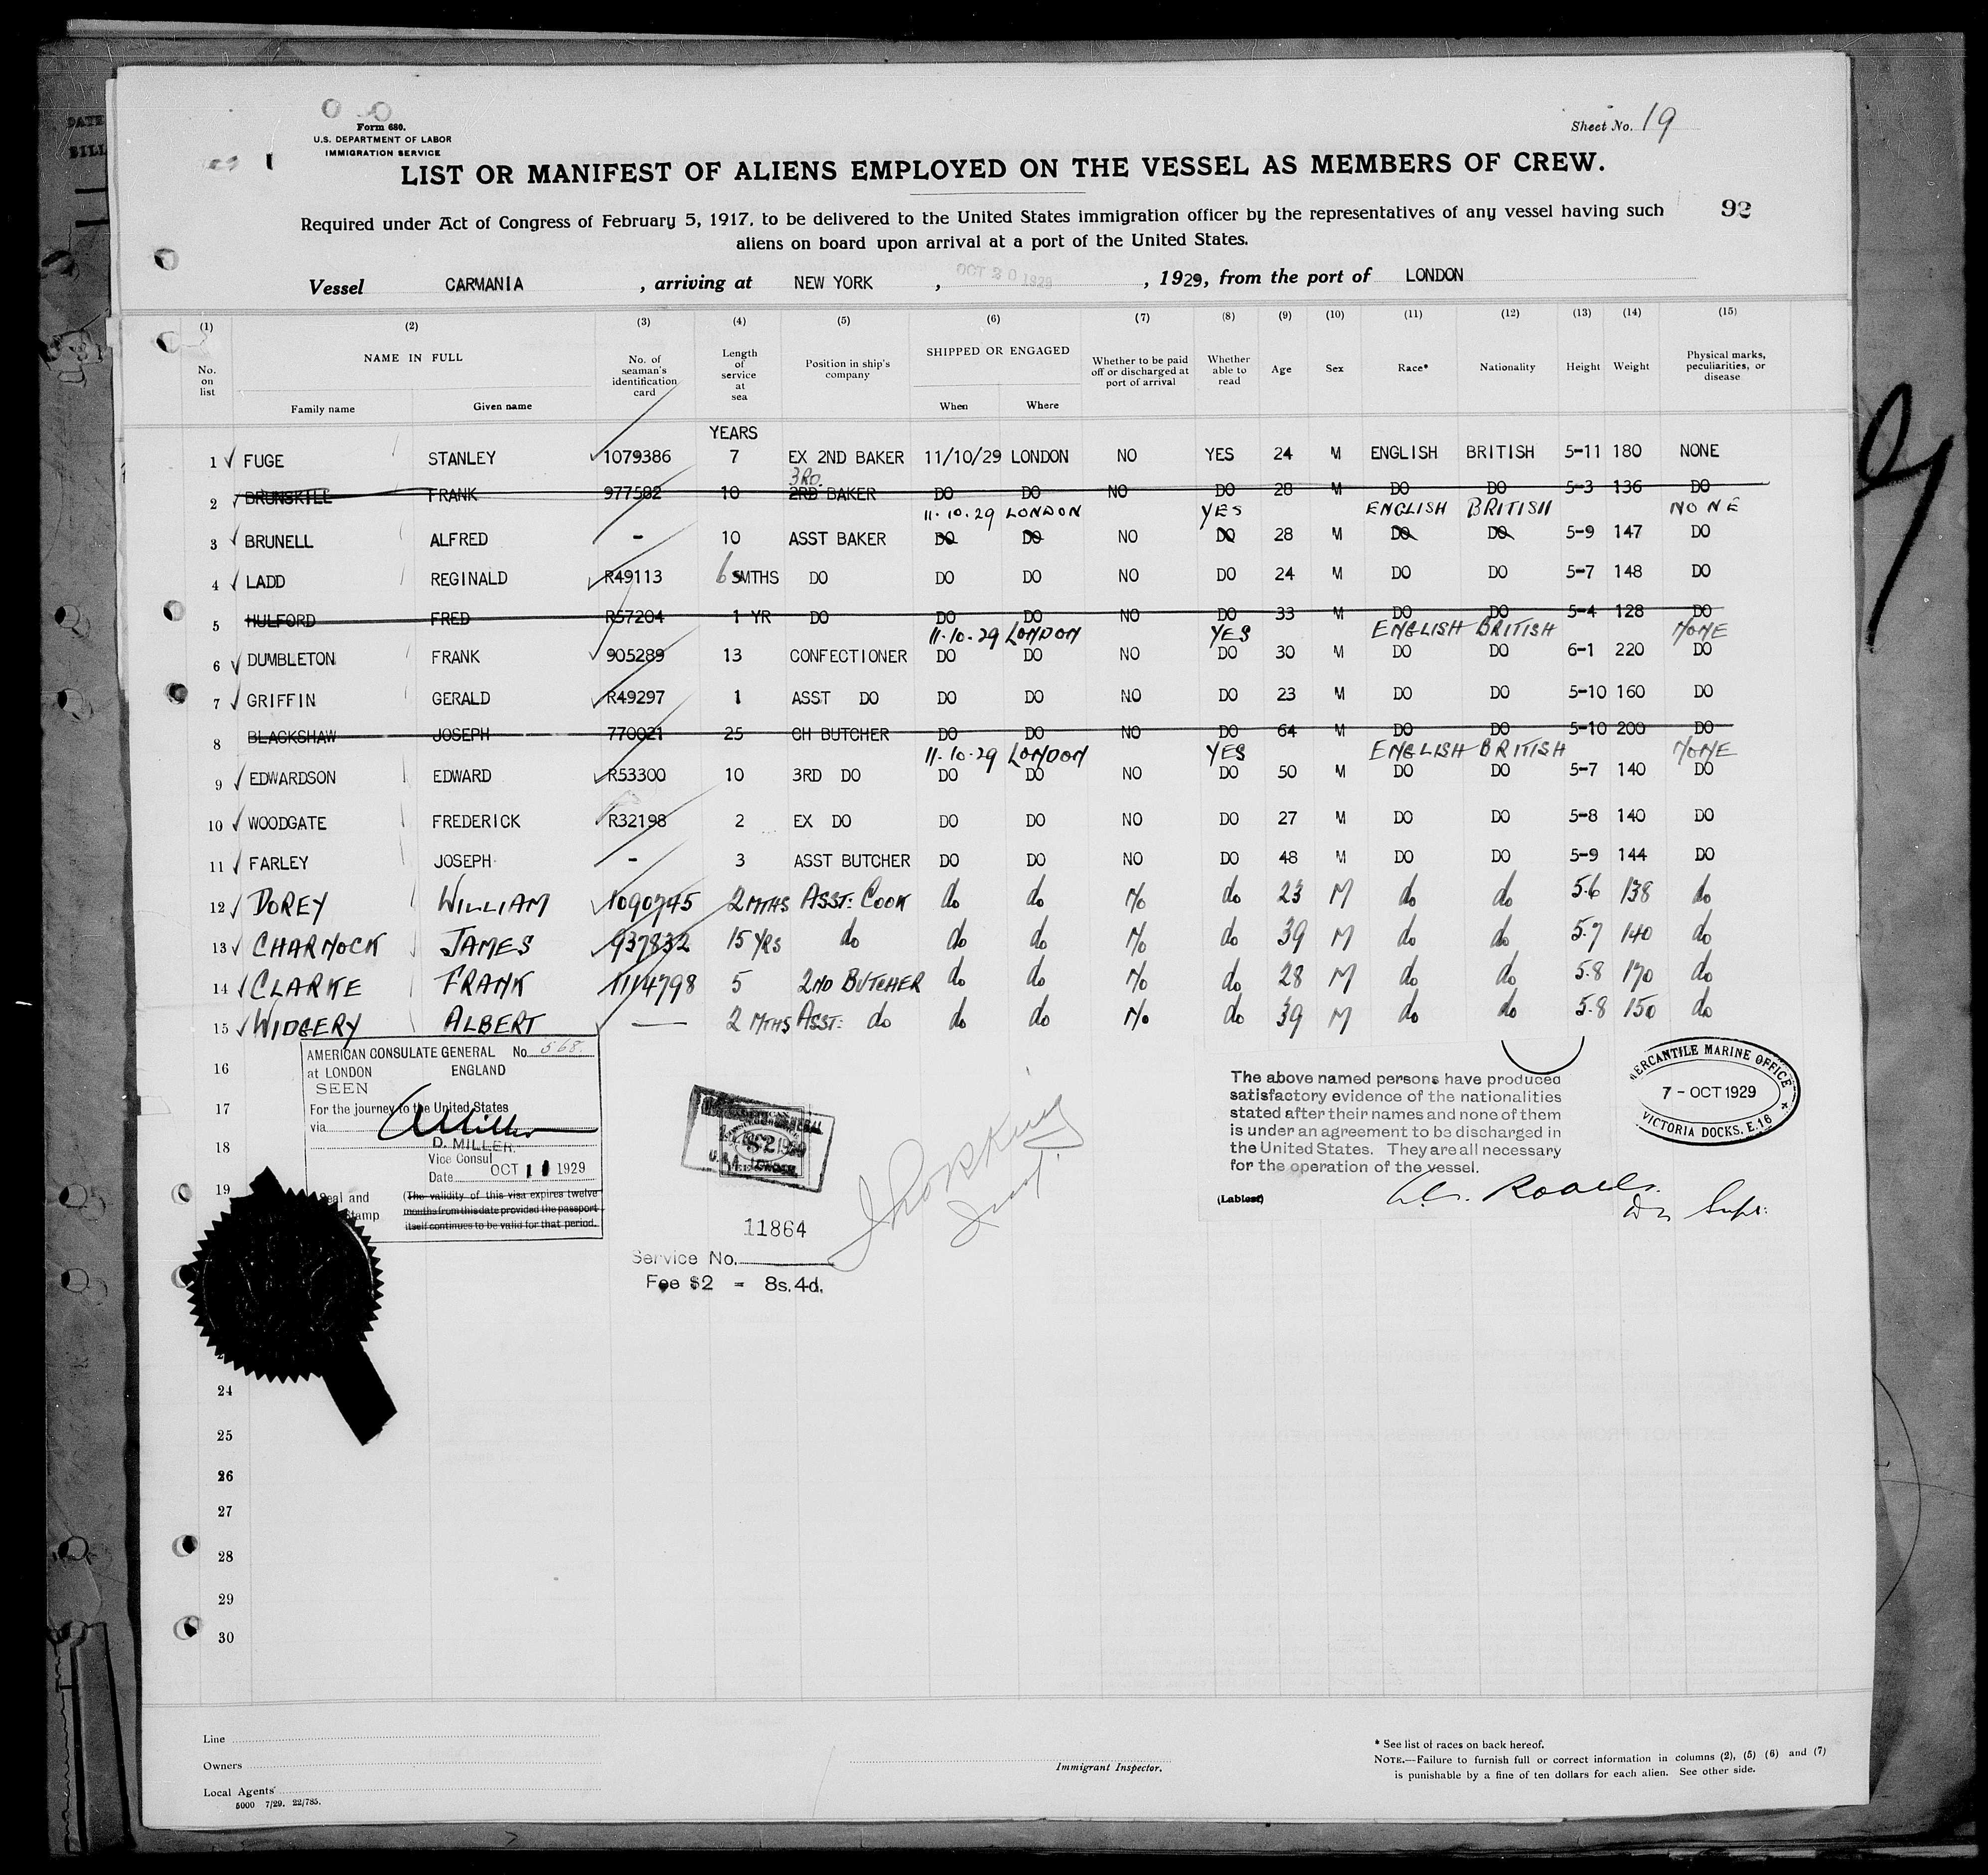 DATE
BILL
Form 680.
U.S. DEPARTMENT OF LABOR
IMMIGRATION SERVICE
Sheet No. 19
LIST OR MANIFEST OF ALIENS EMPLOYED ON THE VESSEL AS MEMBERS OF CREW.
92
Required under Act of Congress of February 5, 1917, to be delivered to the United States immigration officer by the representatives of any vessel having such
aliens on board upon arrival at a port of the United States.
Vessel CARMANIA , arriving at NEW YORK , OCT 20 1929 , 1929, from the port of LONDON
(1) (2) (3) (4) (5) (6) (7) (8) (9) (10) (11) (12) (13) (14) (15)
No. on list NAME IN FULL Family name Given name No. of seaman's identification card Length of service at sea Position in ship's company SHIPPED OR ENGAGED When Where Whether to be paid off or discharged at port of arrival Whether able to read Age Sex Race* Nationality Height Weight Physical marks, peculiarities, or disease
YEARS
1 FUGE STANLEY 1079386 7 EX 2ND BAKER 11/10/29 LONDON NO YES 24 M ENGLISH BRITISH 5-11 180 NONE
3RD.
2 BRUNSKILL FRANK 977582 10 2RD BAKER DO DO NO DO 28 M DO DO 5-3 136 DO
11.10.29 LONDON YES ENGLISH BRITISH NONE
3 BRUNELL ALFRED - 10 ASST BAKER DO DO NO DO 28 M DO DO 5-9 147 DO
4 LADD REGINALD R49113 6 MTHS DO DO DO NO DO 24 M DO DO 5-7 148 DO
5 HULFORD FRED R57204 1 YR DO DO DO NO DO 33 M DO DO 5-4 128 DO
11.10.29 LONDON YES ENGLISH BRITISH NONE
6 DUMBLETON FRANK 905289 13 CONFECTIONER DO DO NO DO 30 M DO DO 6-1 220 DO
7 GRIFFIN GERALD R49297 1 ASST DO DO DO NO DO 23 M DO DO 5-10 160 DO
8 BLACKSHAW JOSEPH 770021 25 CH BUTCHER DO DO NO DO 64 M DO DO 5-10 200 DO
11.10.29 LONDON YES ENGLISH BRITISH NONE
9 EDWARDSON EDWARD R53300 10 3RD DO DO DO NO DO 50 M DO DO 5-7 140 DO
10 WOODGATE FREDERICK R32198 2 EX DO DO DO NO DO 27 M DO DO 5-8 140 DO
11 FARLEY JOSEPH - 3 ASST BUTCHER DO DO NO DO 48 M DO DO 5-9 144 DO
12 DOREY WILLIAM 1090745 2 MTHS ASST: COOK do do No do 23 M do do 5.6 138 do
13 CHARNOCK JAMES 937832 15 YRS do do do No do 39 M do do 5.7 140 do
14 CLARKE FRANK 1114798 5 2ND BUTCHER do do No do 28 M do do 5.8 170 do
15 WIDGERY ALBERT — 2 MTHS ASST: do do do No do 39 M do do 5.8 150 do
16
17
18
19
24
25
26
27
28
29
30
AMERICAN CONSULATE GENERAL No. 568
at LONDON ENGLAND
SEEN
For the journey to the United States
via
D. MILLER.
Vice Consul
Date OCT 11 1929
Seal and Stamp
(The validity of this visa expires twelve
months from this date provided the passport
itself continues to be valid for that period.
11864
Service No.
Fee $2 = 8s.4d.
The above named persons have produced
satisfactory evidence of the nationalities
stated after their names and none of them
is under an agreement to be discharged in
the United States. They are all necessary
for the operation of the vessel.
(Lablest)
Supt:
MERCANTILE MARINE OFFICE
7 - OCT 1929
VICTORIA DOCKS. E.16
Line
Owners
Local Agents
5000 7/29. 22/785.
Immigrant Inspector.
* See list of races on back hereof.
NOTE.—Failure to furnish full or correct information in columns (2), (5) (6) and (7)
is punishable by a fine of ten dollars for each alien. See other side.